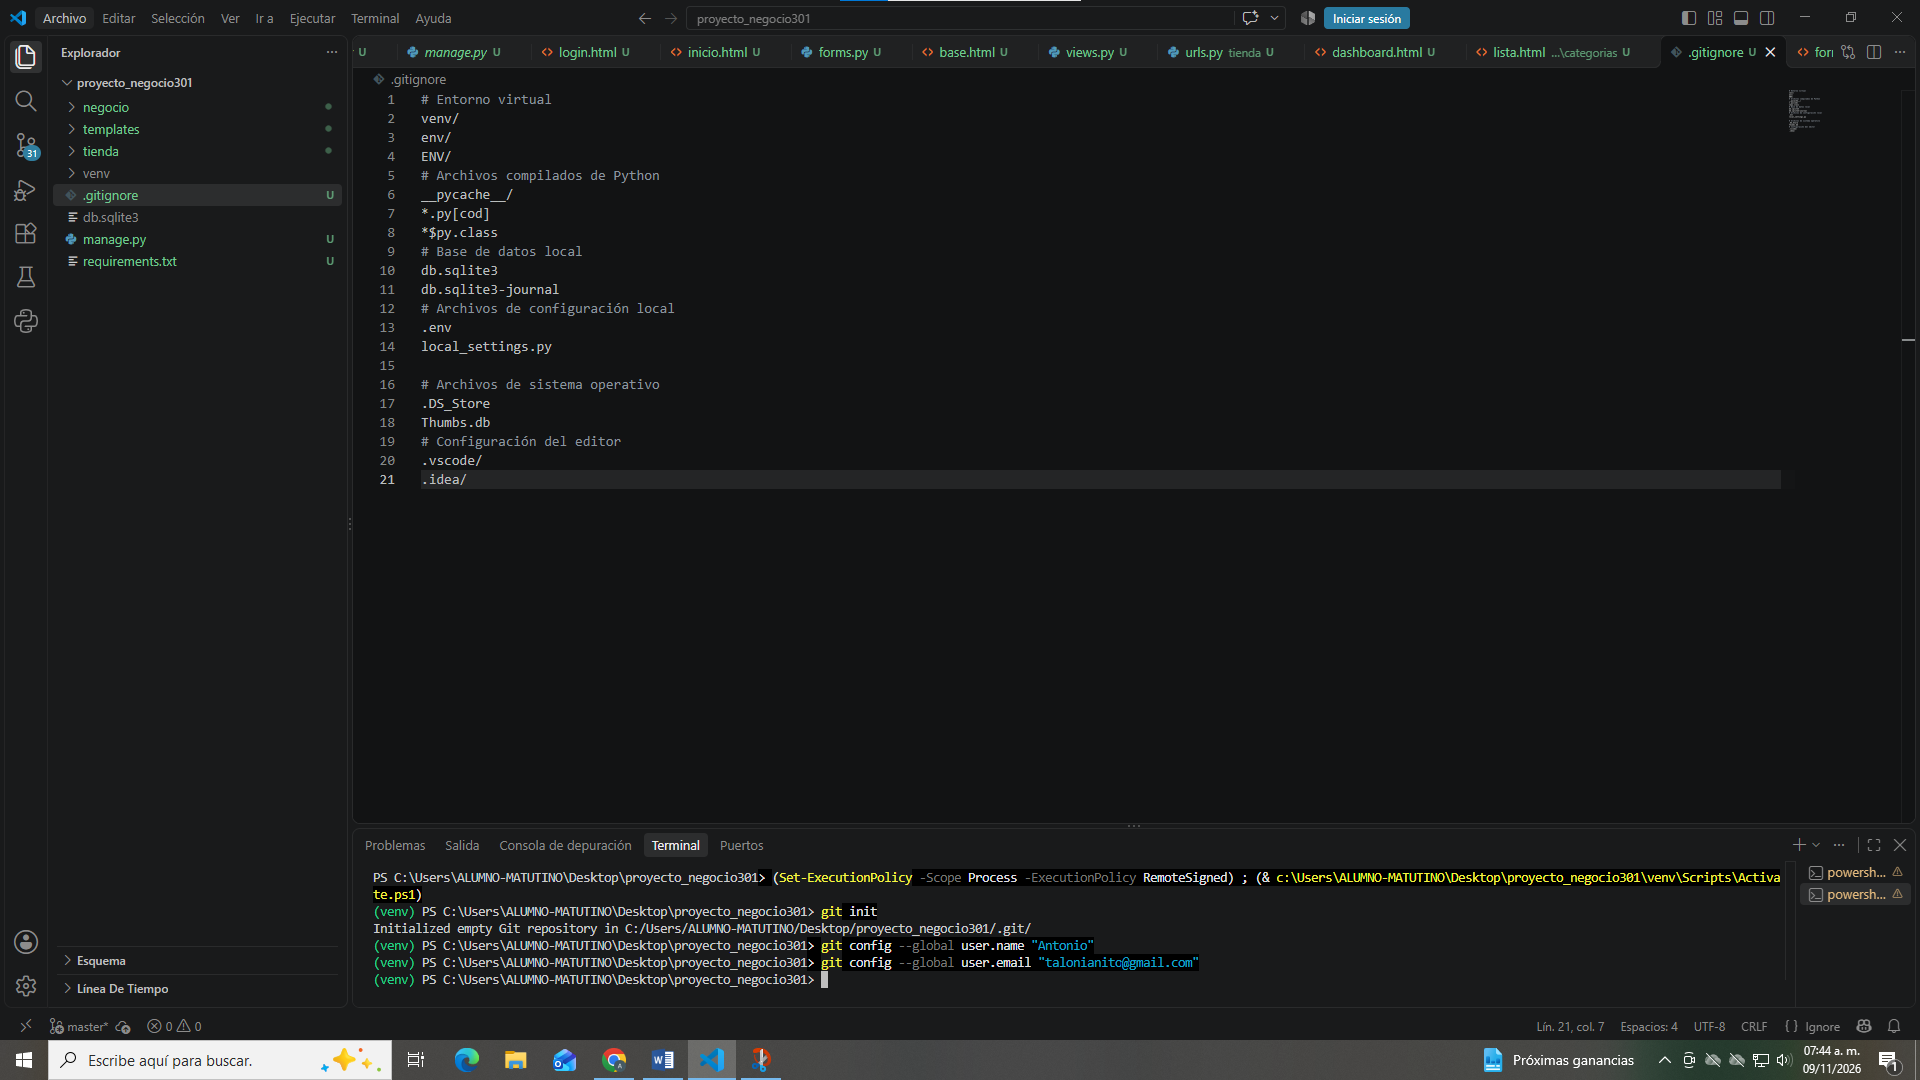 Archivo Editar Selección Ver Ir a Ejecutar Terminal Ayuda
proyecto_negocio301
Iniciar sesión
Explorador
U manage.py U login.html U inicio.html U forms.py U base.html U views.py U urls.py tienda U dashboard.html U lista.html ...\categorias U .gitignore U forr
proyecto_negocio301
negocio
templates
tienda
venv
.gitignore U
db.sqlite3
manage.py U
requirements.txt U
31
.gitignore
1 # Entorno virtual
2 venv/
3 env/
4 ENV/
5 # Archivos compilados de Python
6 __pycache__/
7 *.py[cod]
8 *$py.class
9 # Base de datos local
10 db.sqlite3
11 db.sqlite3-journal
12 # Archivos de configuración local
13 .env
14 local_settings.py
15
16 # Archivos de sistema operativo
17 .DS_Store
18 Thumbs.db
19 # Configuración del editor
20 .vscode/
21 .idea/
Problemas Salida Consola de depuración Terminal Puertos
PS C:\Users\ALUMNO-MATUTINO\Desktop\proyecto_negocio301> (Set-ExecutionPolicy -Scope Process -ExecutionPolicy RemoteSigned) ; (& c:\Users\ALUMNO-MATUTINO\Desktop\proyecto_negocio301\venv\Scripts\Activa
te.ps1)
(venv) PS C:\Users\ALUMNO-MATUTINO\Desktop\proyecto_negocio301> git init
Initialized empty Git repository in C:/Users/ALUMNO-MATUTINO/Desktop/proyecto_negocio301/.git/
(venv) PS C:\Users\ALUMNO-MATUTINO\Desktop\proyecto_negocio301> git config --global user.name "Antonio"
(venv) PS C:\Users\ALUMNO-MATUTINO\Desktop\proyecto_negocio301> git config --global user.email "talonianito@gmail.com"
(venv) PS C:\Users\ALUMNO-MATUTINO\Desktop\proyecto_negocio301>
powersh...
powersh...
Esquema
Línea De Tiempo
master* 0 0
Lín. 21, col. 7 Espacios: 4 UTF-8 CRLF { } Ignore
Escribe aquí para buscar.
Próximas ganancias
07:44 a. m.
09/11/2026
1